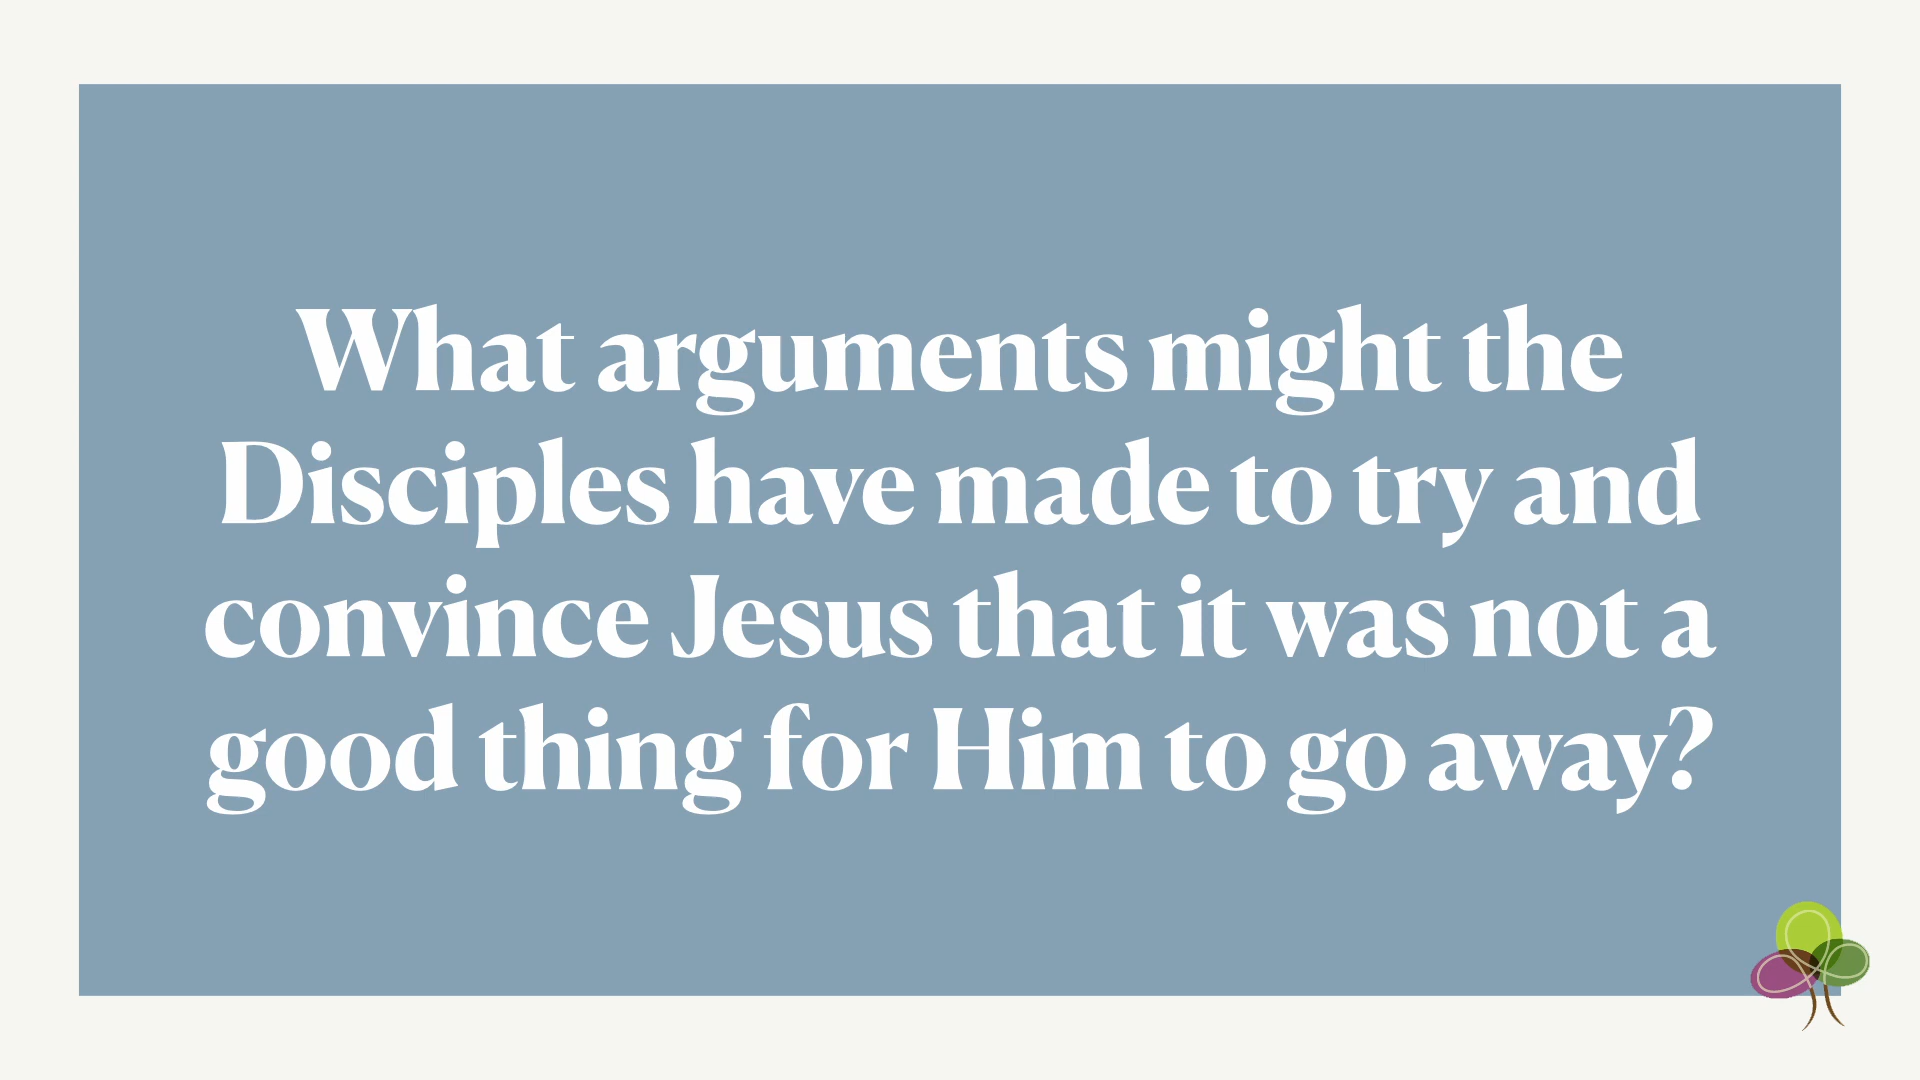 What arguments might the
Disciples have made to try and
convince Jesus that it was not a
good thing for Him to go away?